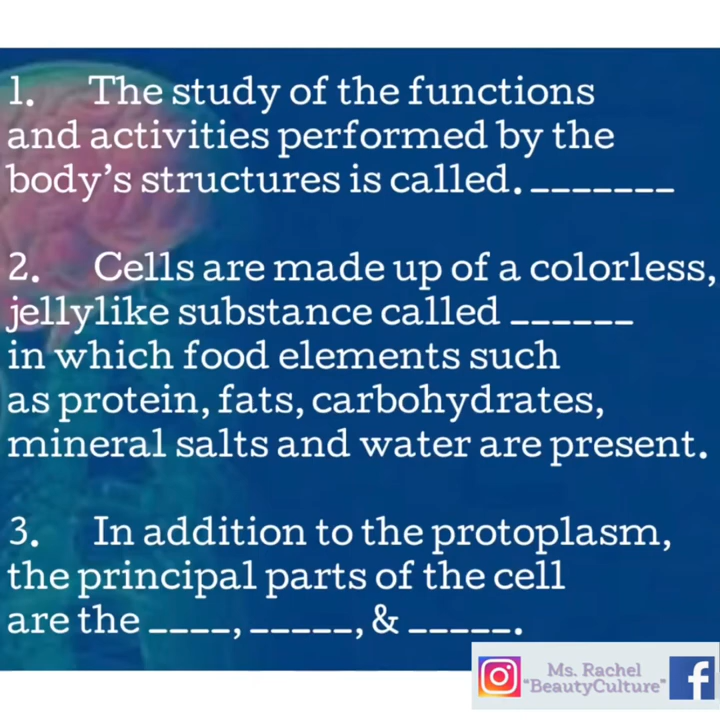 1. The study of the functions
and activities performed by the
body's structures is called. _______
2. Cells are made up of a colorless,
jellylike substance called ______
in which food elements such
as protein, fats, carbohydrates,
mineral salts and water are present.
3. In addition to the protoplasm,
the principal parts of the cell
are the ____, _____, & _____.
Ms. Rachel
"BeautyCulture"